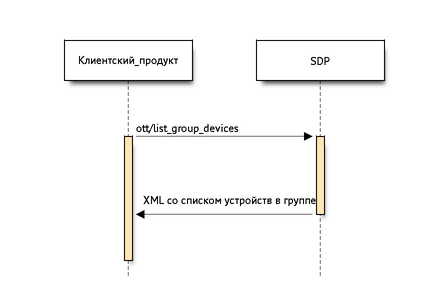 Клиентский_продукт
SDP
ott/list_group_devices
XML со списком устройств в группе